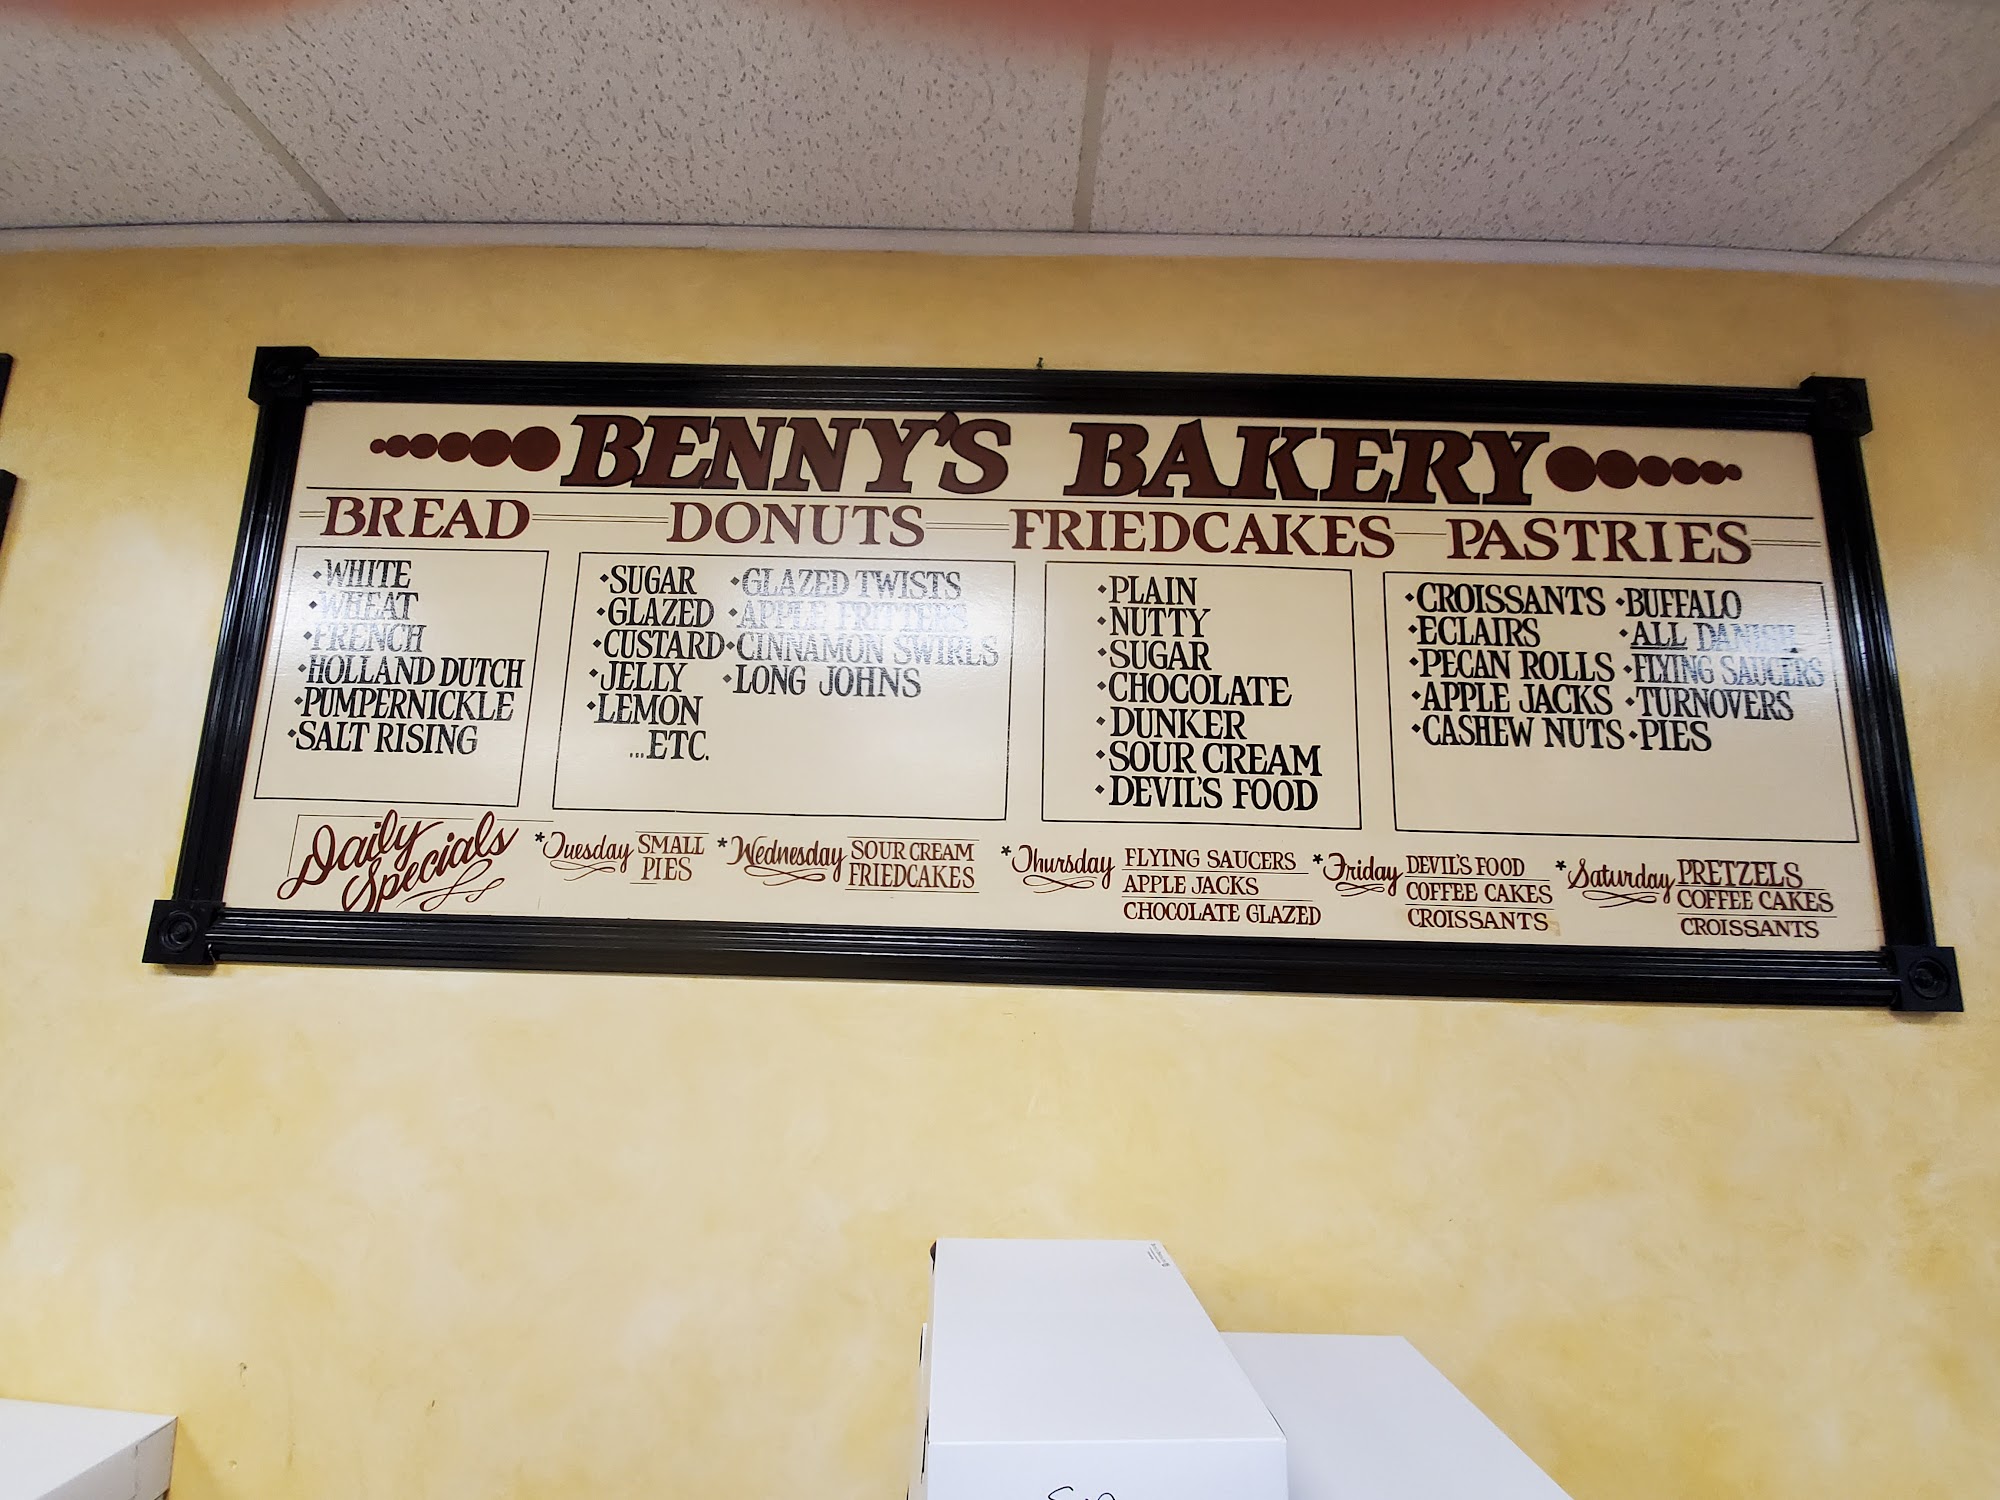 BENNY'S BAKERY
BREAD
•WHITE
•WHEAT
•FRENCH
•HOLLAND DUTCH
•PUMPERNICKLE
•SALT RISING
DONUTS
•SUGAR
•GLAZED
•CUSTARD
•JELLY
•LEMON
...ETC.
•GLAZED TWISTS
•APPLE FRITTERS
•CINNAMON SWIRLS
•LONG JOHNS
FRIEDCAKES
•PLAIN
•NUTTY
•SUGAR
•CHOCOLATE
•DUNKER
•SOUR CREAM
•DEVIL'S FOOD
PASTRIES
•CROISSANTS
•ECLAIRS
•PECAN ROLLS
•APPLE JACKS
•CASHEW NUTS
•BUFFALO
•ALL DANISH
•FLYING SAUCERS
•TURNOVERS
•PIES
Daily
Specials
*Tuesday
SMALL
PIES
*Wednesday
SOUR CREAM
FRIEDCAKES
*Thursday
FLYING SAUCERS
APPLE JACKS
CHOCOLATE GLAZED
*Friday
DEVIL'S FOOD
COFFEE CAKES
CROISSANTS
*Saturday
PRETZELS
COFFEE CAKES
CROISSANTS